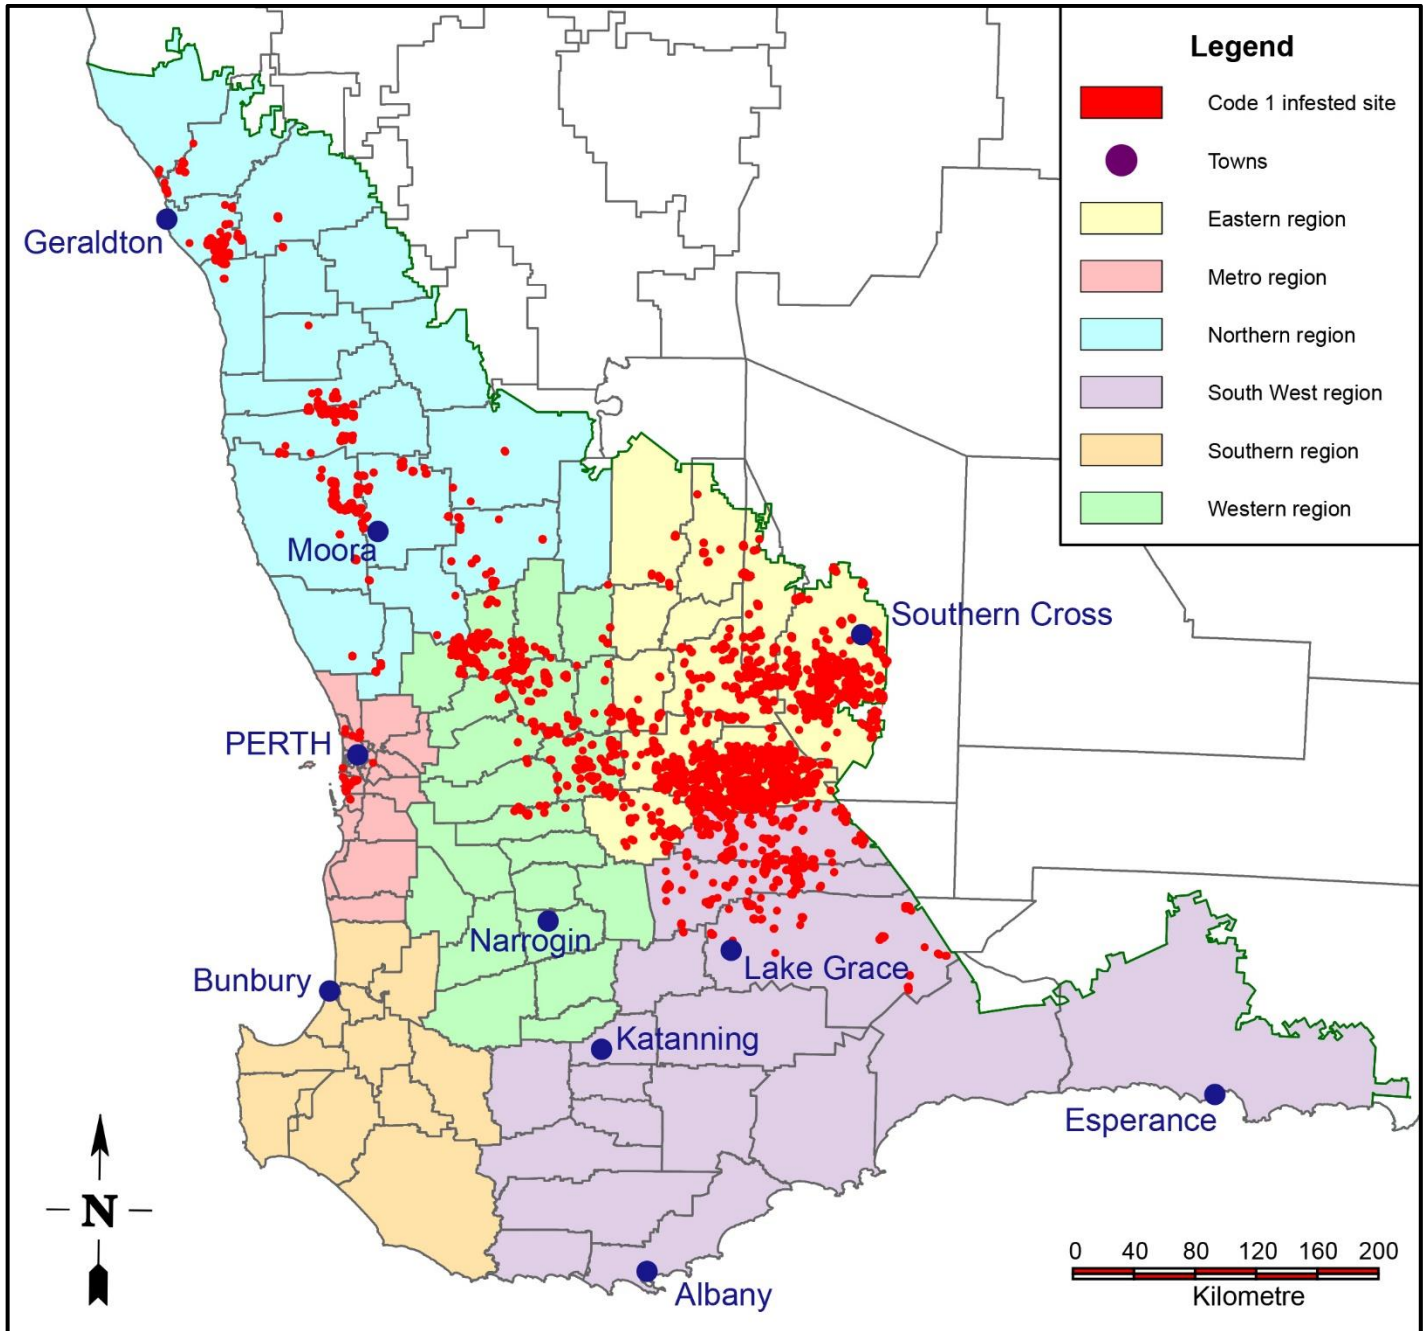 Legend
Code 1 infested site
Towns
Eastern region
Metro region
Northern region
South West region
Southern region
Western region
Geraldton
Moora
Southern Cross
PERTH
Narrogin
Lake Grace
Bunbury
Katanning
Esperance
Albany
N
0 40 80 120 160 200
Kilometre